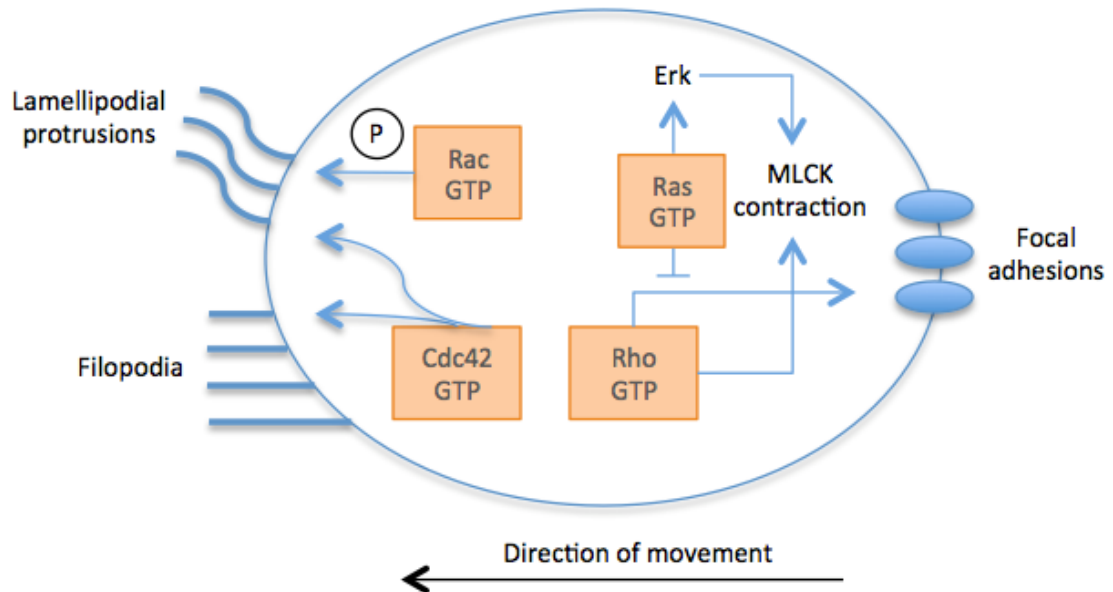 Lamellipodial
protrusions
P
Rac
GTP
Erk
Ras
GTP
MLCK
contraction
Focal
adhesions
Filopodia
Cdc42
GTP
Rho
GTP
Direction of movement